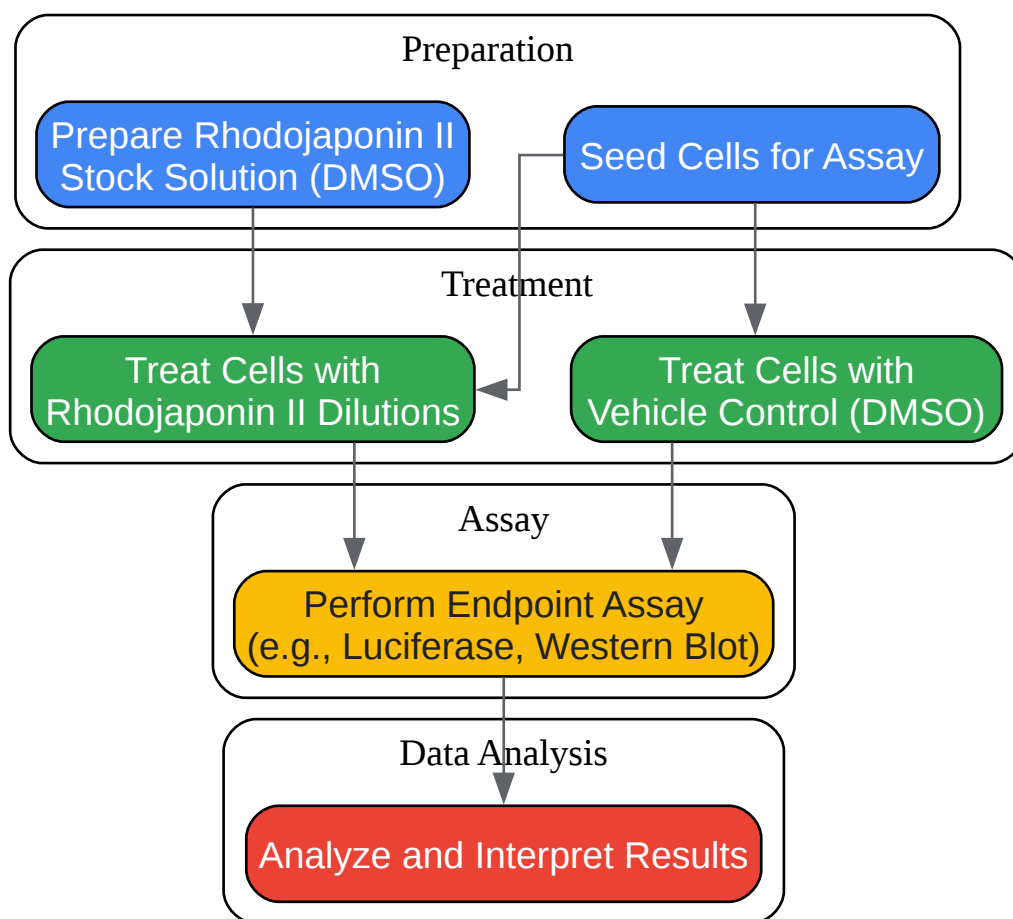 Preparation
Prepare Rhodojaponin II
Stock Solution (DMSO)
Seed Cells for Assay
Treatment
Treat Cells with
Rhodojaponin II Dilutions
Treat Cells with
Vehicle Control (DMSO)
Assay
Perform Endpoint Assay
(e.g., Luciferase, Western Blot)
Data Analysis
Analyze and Interpret Results